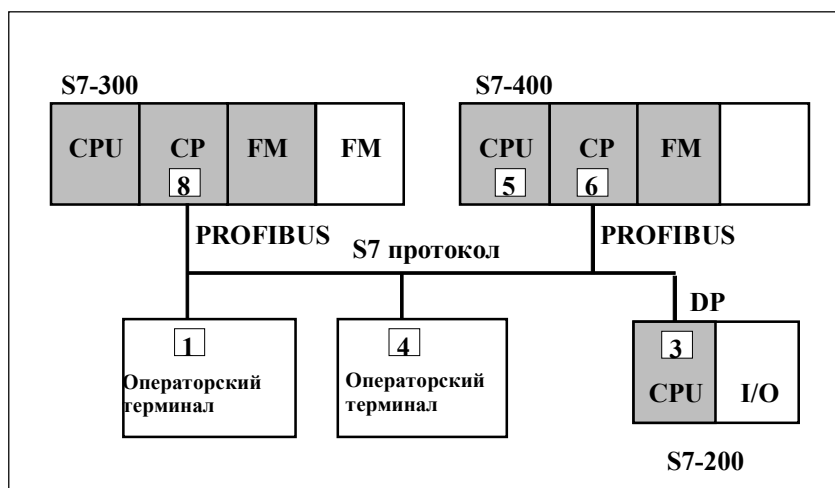 S7-300
S7-400
CPU CP FM FM
8
CPU CP FM
5 6
PROFIBUS
PROFIBUS
S7 протокол
DP
1
Операторский
терминал
4
Операторский
терминал
3
CPU I/O
S7-200